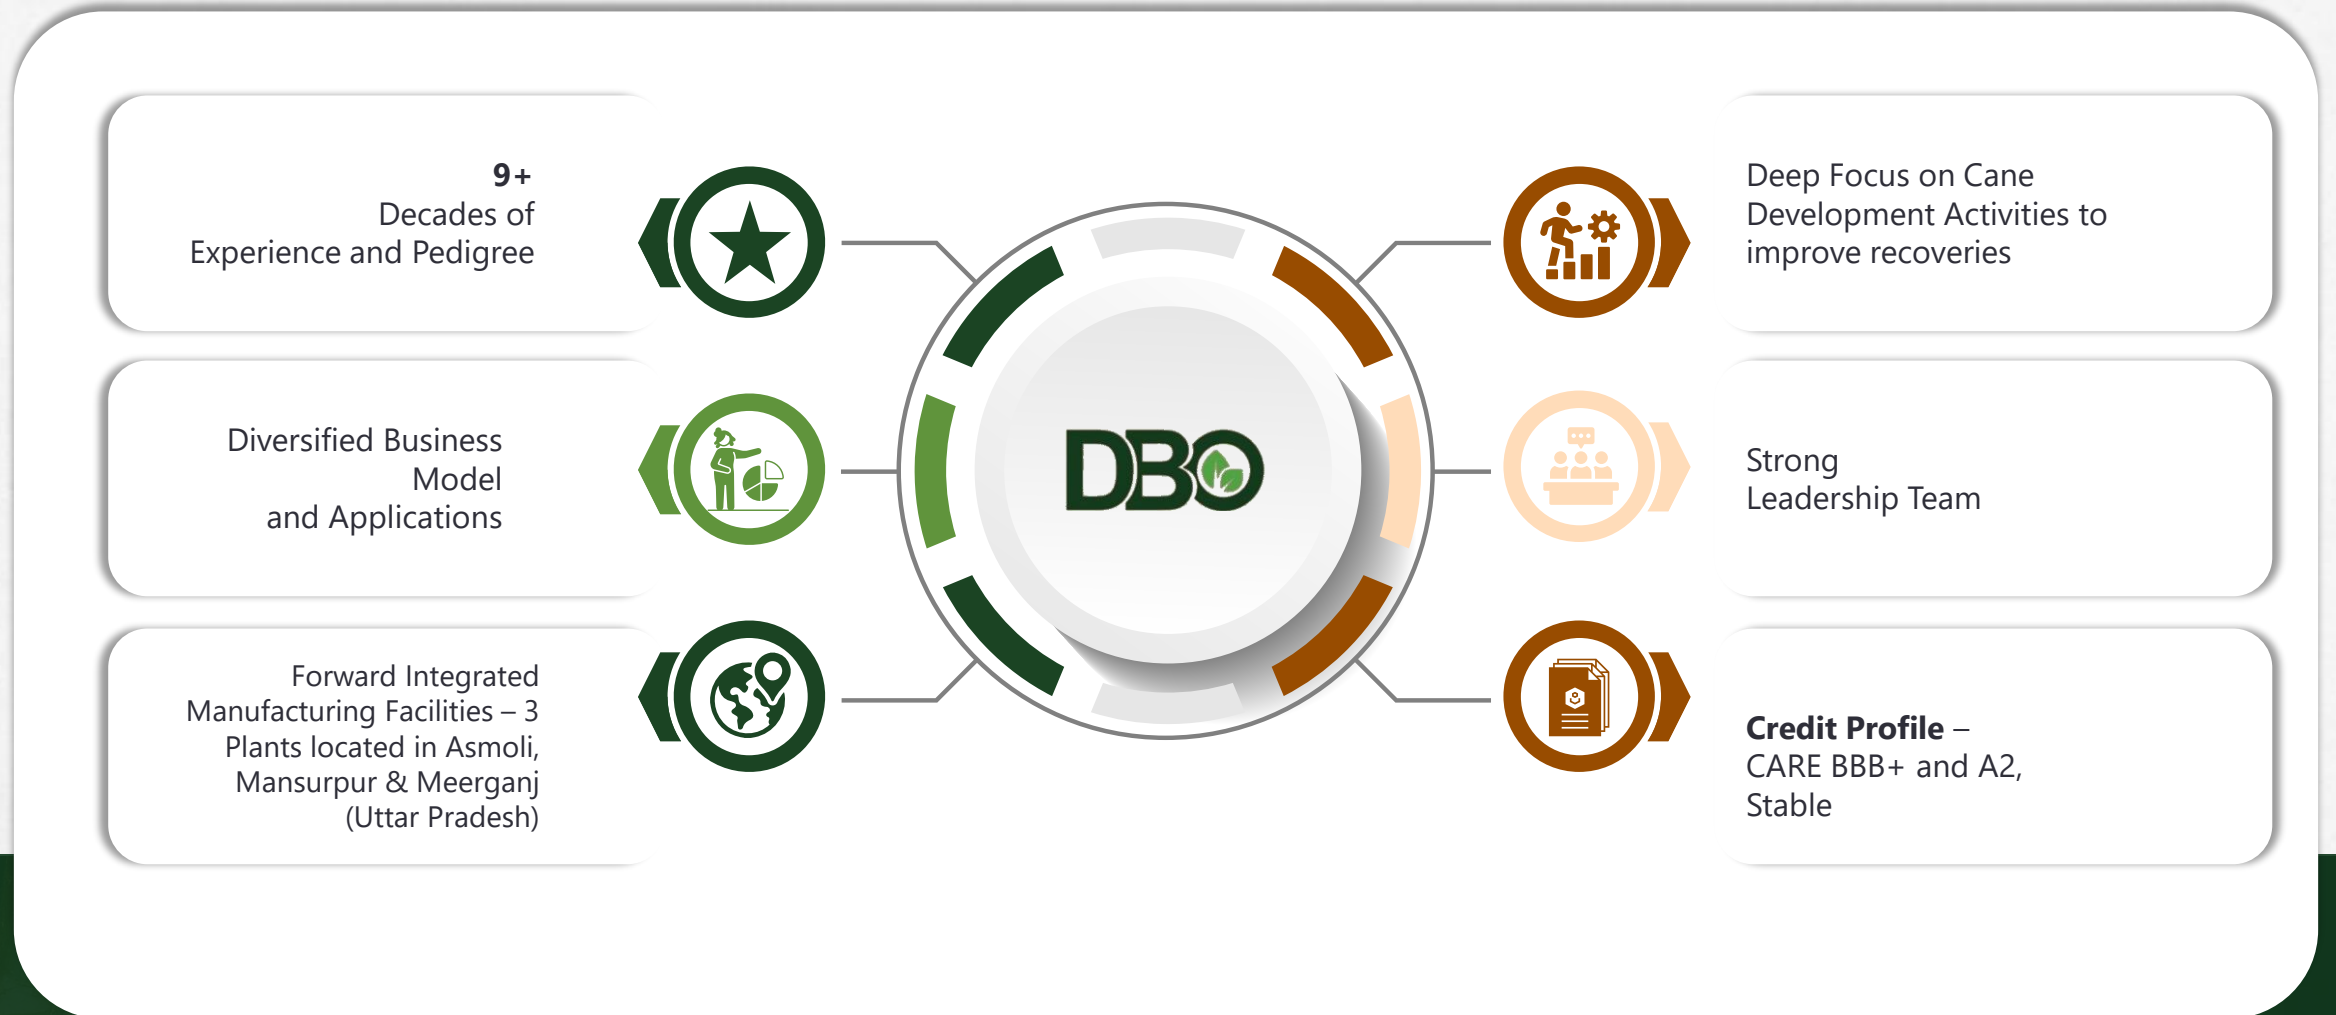 9+
Decades of
Experience and Pedigree
Diversified Business
Model
and Applications
Forward Integrated
Manufacturing Facilities – 3
Plants located in Asmoli,
Mansurpur & Meerganj
(Uttar Pradesh)
DBO
Deep Focus on Cane
Development Activities to
improve recoveries
Strong
Leadership Team
Credit Profile –
CARE BBB+ and A2,
Stable